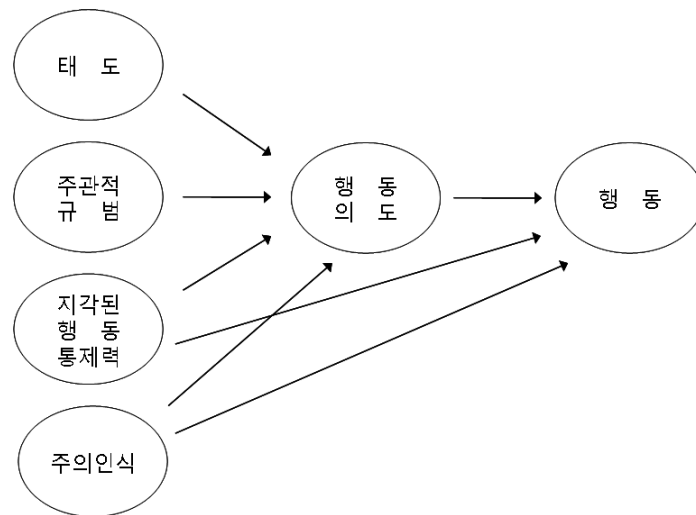 태 도
주관적
규 범
행 동
의 도
행 동
지각된
행 동
통제력
주의인식